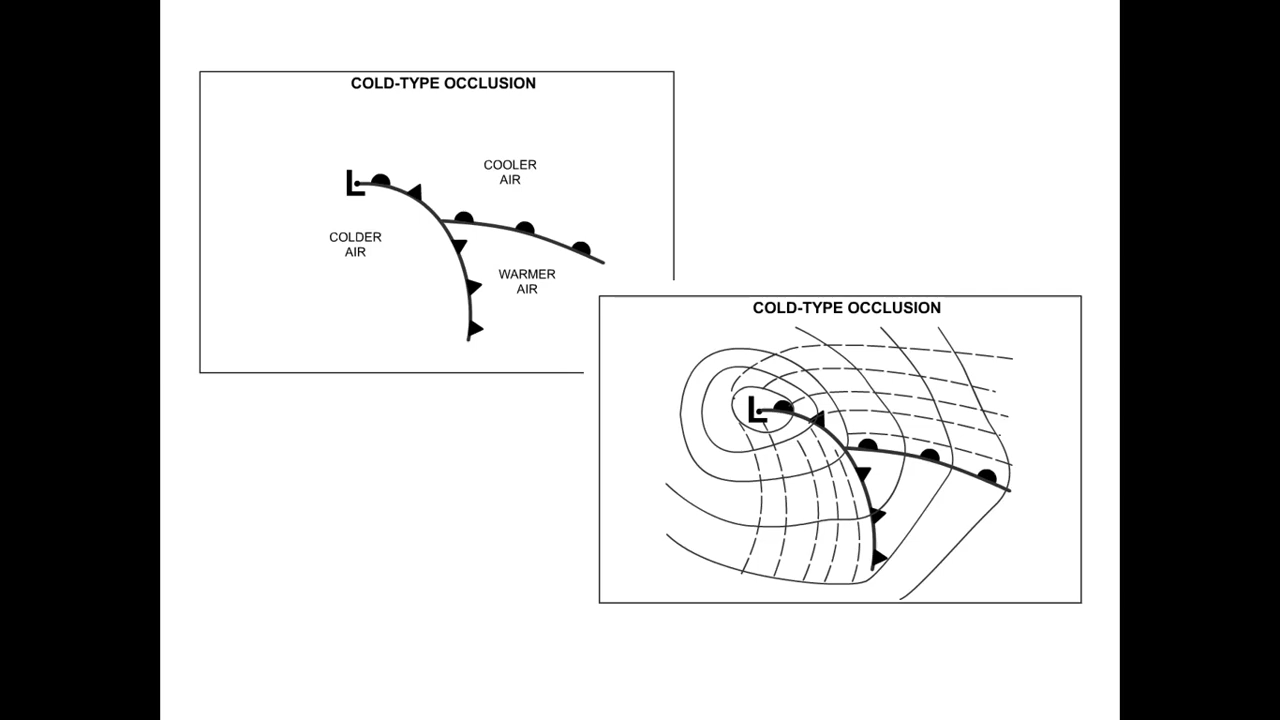 COLD-TYPE OCCLUSION
COOLER
AIR
L
COLDER
AIR
WARMER
AIR
COLD-TYPE OCCLUSION
L